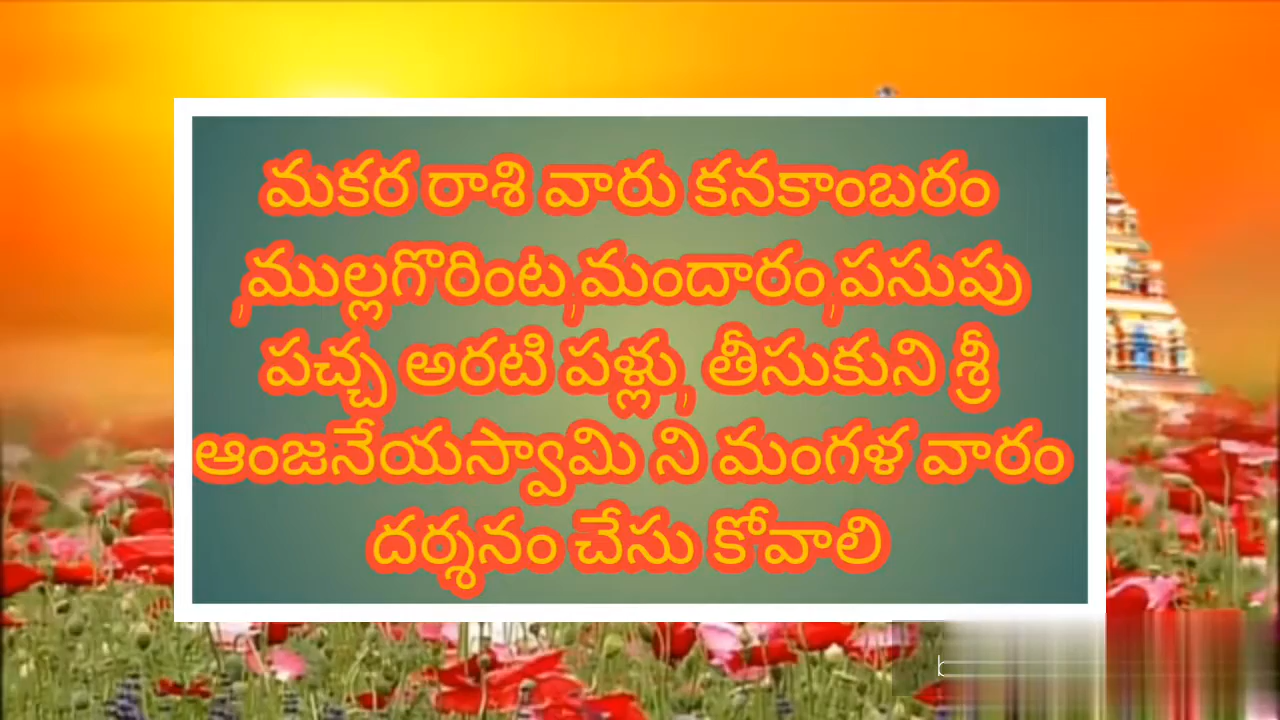 మకర రాశి వారు కనకాంబరం
,ముల్లగొరింట,మందారం,పసుపు
పచ్చ అరటి పళ్లు, తీసుకుని శ్రీ
ఆంజనేయస్వామి ని మంగళ వారం
దర్శనం చేసు కోవాలి